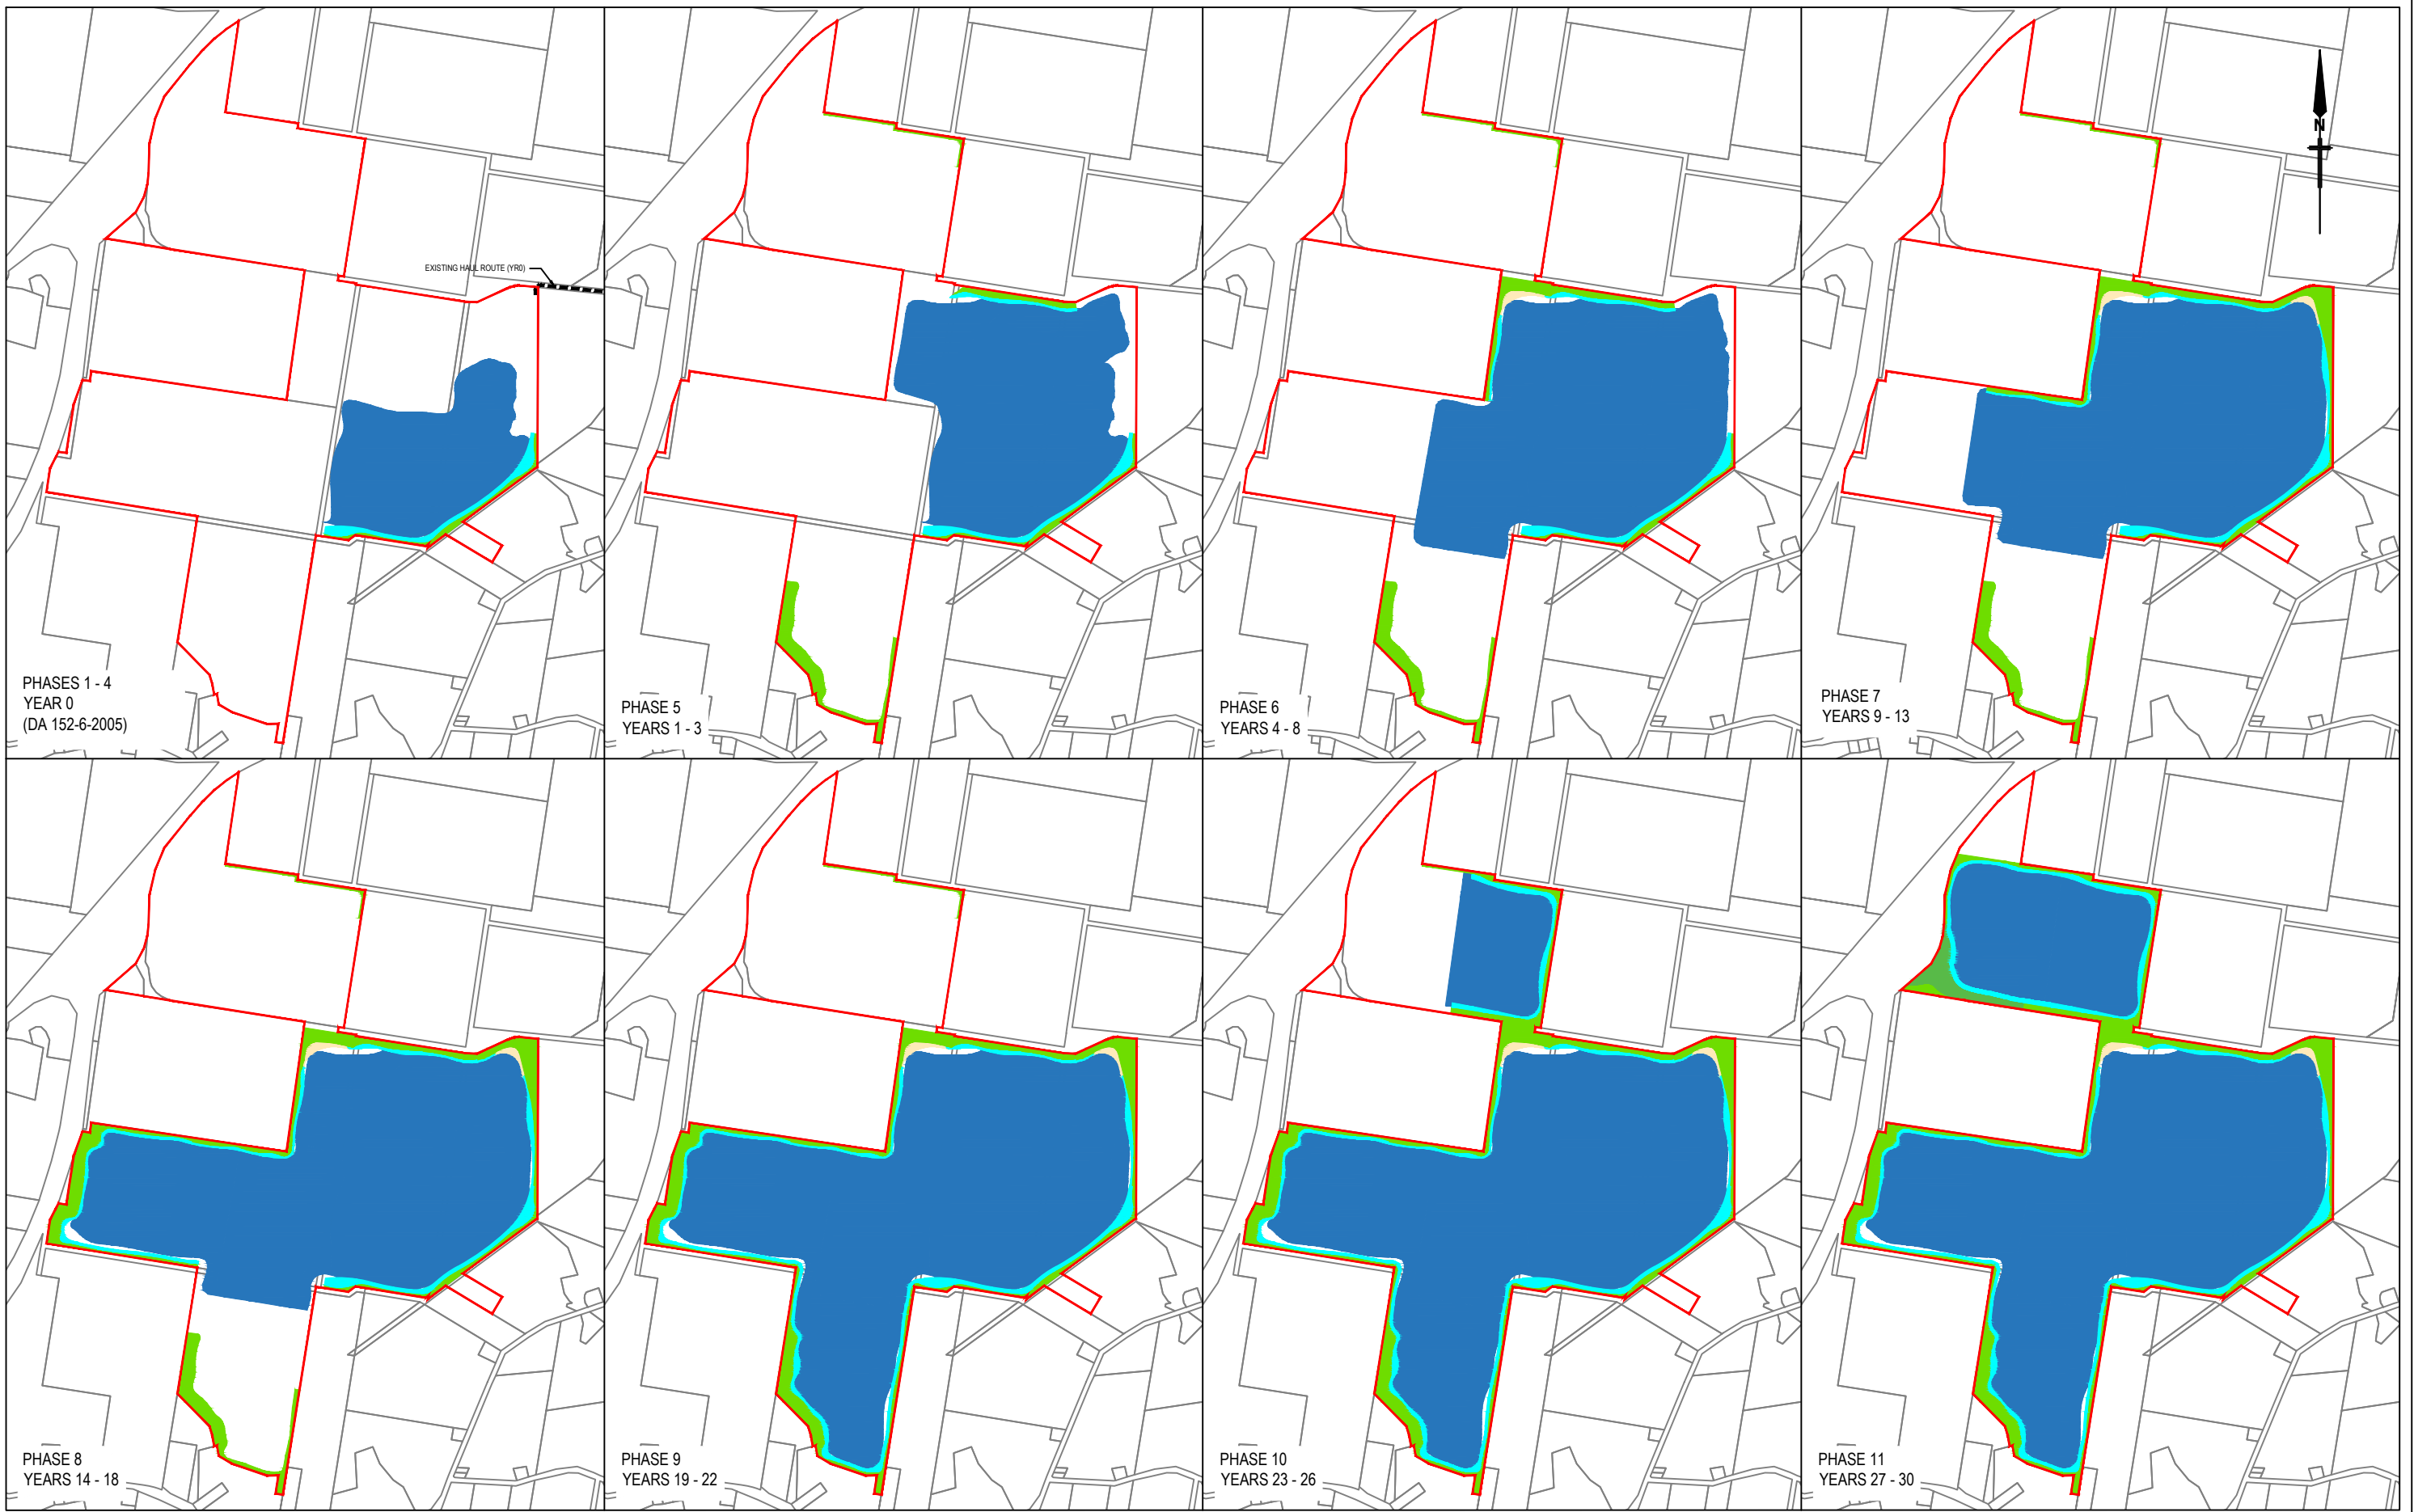 EXISTING HAUL ROUTE (YR0)
N
PHASES 1 - 4
YEAR 0
(DA 152-6-2005)
PHASE 5
YEARS 1 - 3
PHASE 6
YEARS 4 - 8
PHASE 7
YEARS 9 - 13
PHASE 8
YEARS 14 - 18
PHASE 9
YEARS 19 - 22
PHASE 10
YEARS 23 - 26
PHASE 11
YEARS 27 - 30